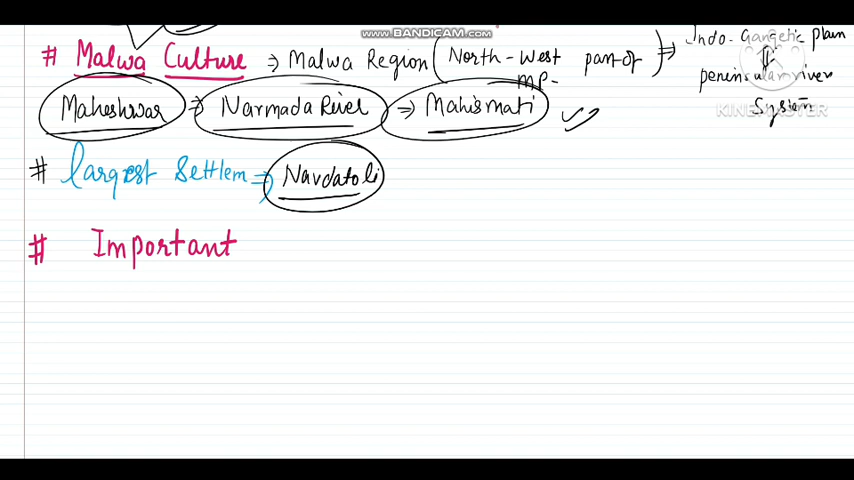 www.BANDICAM.com
# Malwa Culture ⇒ Malwa Region (North-West part of MP-) ⇒ Indo-Gangetic plain
⇕
peninsular river
System
KINEMASTER
Maheshwar ⇒ Narmada River ⇒ Mahismati ✓✓
# largest Settlem ⇒ Navdatoli
# Important